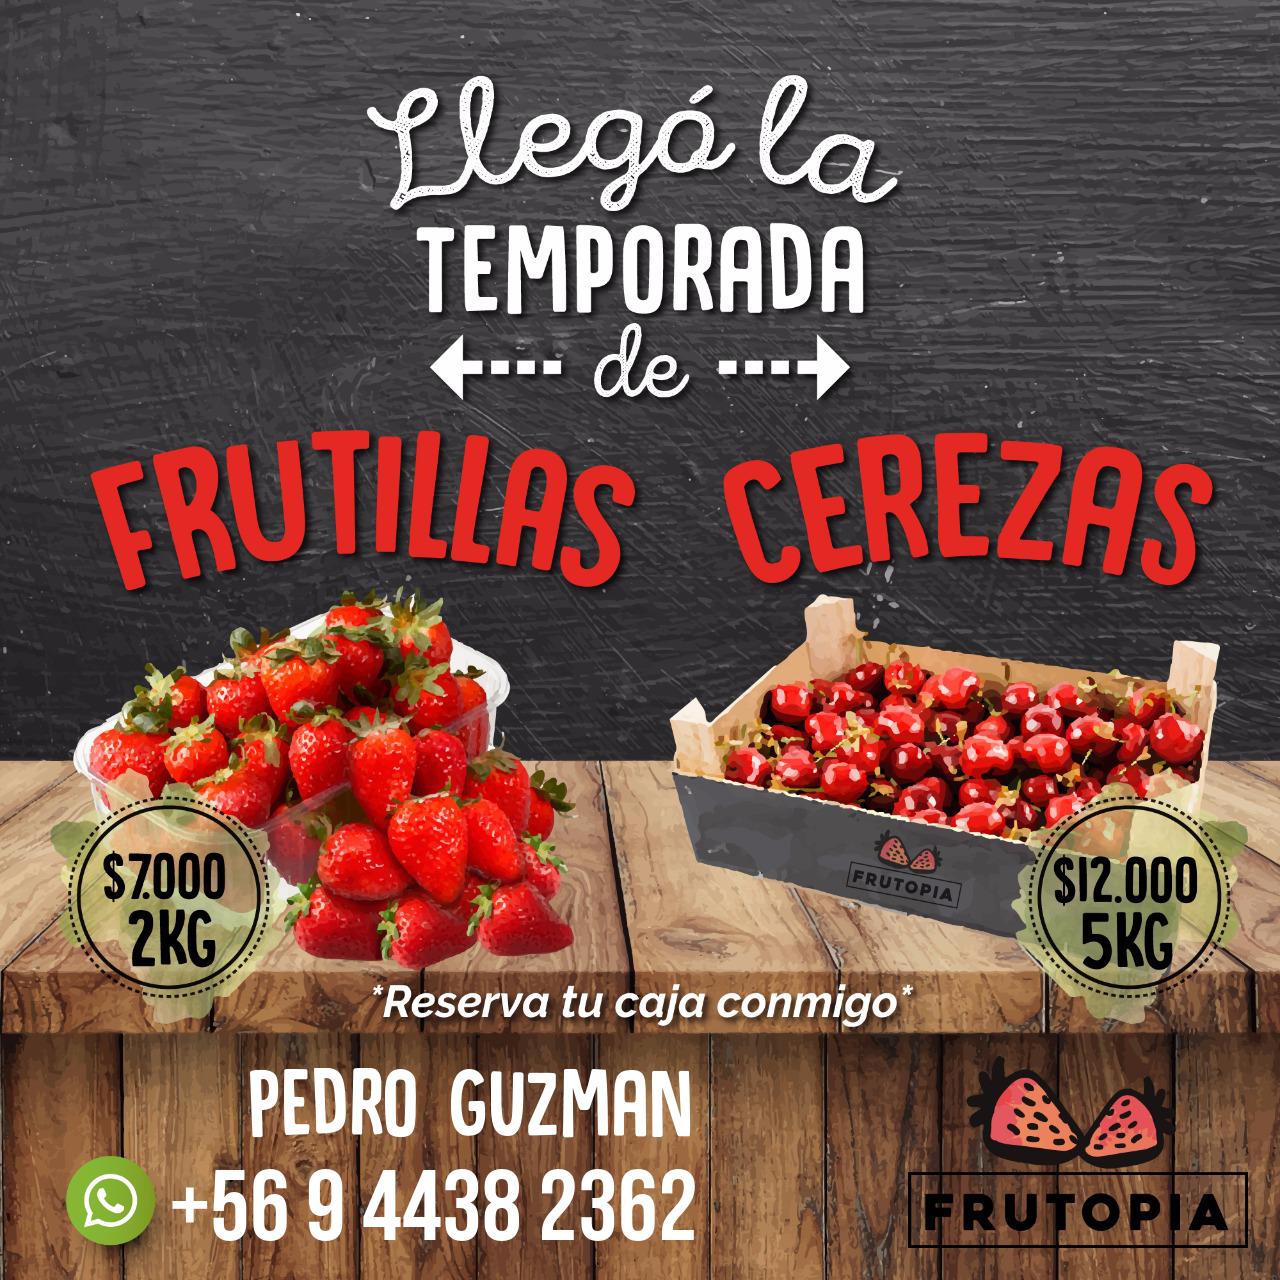 Llegó la
TEMPORADA
de
FRUTILLAS CEREZAS
FRUTOPIA
$7.000
2KG
$12.000
5KG
*Reserva tu caja conmigo*
PEDRO GUZMAN
+56 9 4438 2362
FRUTOPIA